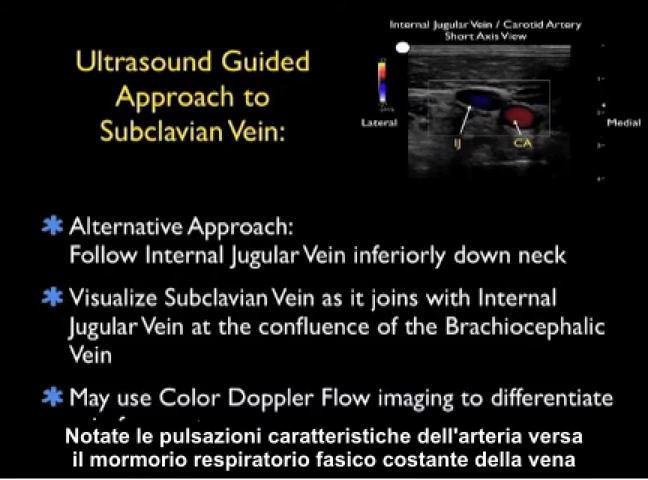 Internal Jugular Vein / Carotid Artery
Short Axis View
Ultrasound Guided
Approach to
Subclavian Vein:
Lateral
Medial
IJ
CA
✱ Alternative Approach:
Follow Internal Jugular Vein inferiorly down neck
✱ Visualize Subclavian Vein as it joins with Internal
Jugular Vein at the confluence of the Brachiocephalic
Vein
✱ May use Color Doppler Flow imaging to differentiate
Notate le pulsazioni caratteristiche dell'arteria versa
il mormorio respiratorio fasico costante della vena